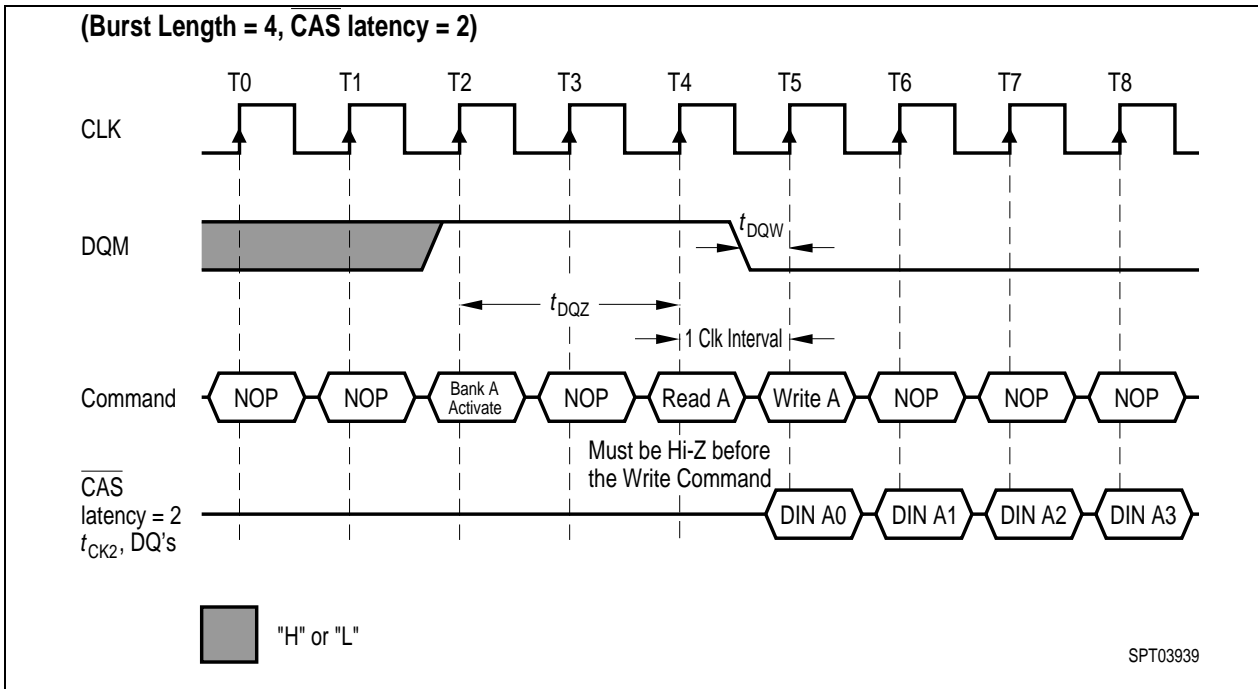 (Burst Length = 4, CAS latency = 2)
T0 T1 T2 T3 T4 T5 T6 T7 T8
CLK
DQM
tDQW
tDQZ
1 Clk Interval
Command NOP NOP Bank A Activate NOP Read A Write A NOP NOP NOP
Must be Hi-Z before
the Write Command
CAS
latency = 2
tCK2, DQ's
DIN A0 DIN A1 DIN A2 DIN A3
"H" or "L"
SPT03939